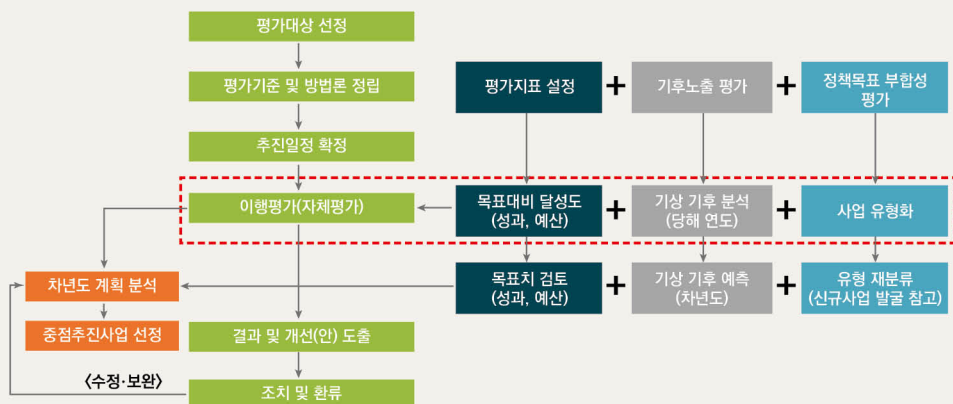 평가대상 선정
평가기준 및 방법론 정립
평가지표 설정
+
기후노출 평가
+
정책목표 부합성
평가
추진일정 확정
이행평가(자체평가)
목표대비 달성도
(성과, 예산)
+
기상 기후 분석
(당해 연도)
+
사업 유형화
차년도 계획 분석
목표치 검토
(성과, 예산)
+
기상 기후 예측
(차년도)
+
유형 재분류
(신규사업 발굴 참고)
중점추진사업 선정
결과 및 개선(안) 도출
〈수정·보완〉
조치 및 환류